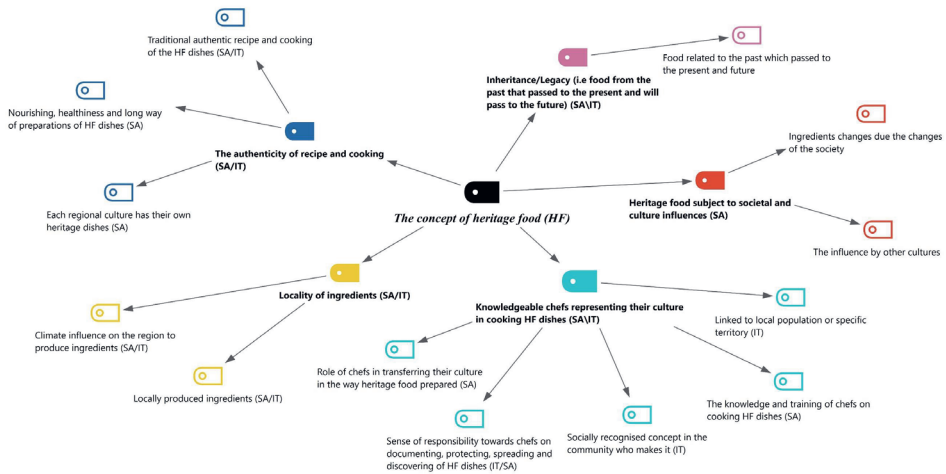 Traditional authentic recipe and cooking
of the HF dishes (SA/IT)
Nourishing, healthiness and long way
of preparations of HF dishes (SA)
The authenticity of recipe and cooking
(SA/IT)
Each regional culture has their own
heritage dishes (SA)
Inheritance/Legacy (i.e food from the
past that passed to the present and will
pass to the future) (SA\IT)
Food related to the past which passed to
the present and future
Ingredients changes due the changes
of the society
Heritage food subject to societal and
culture influences (SA)
The influence by other cultures
The concept of heritage food (HF)
Locality of ingredients (SA/IT)
Climate influence on the region to
produce ingredients (SA/IT)
Locally produced ingredients (SA/IT)
Knowledgeable chefs representing their culture
in cooking HF dishes (SA\IT)
Linked to local population or specific
territory (IT)
Role of chefs in transferring their culture
in the way heritage food prepared (SA)
The knowledge and training of chefs on
cooking HF dishes (SA)
Sense of responsibility towards chefs on
documenting, protecting, spreading and
discovering of HF dishes (IT/SA)
Socially recognised concept in the
community who makes it (IT)